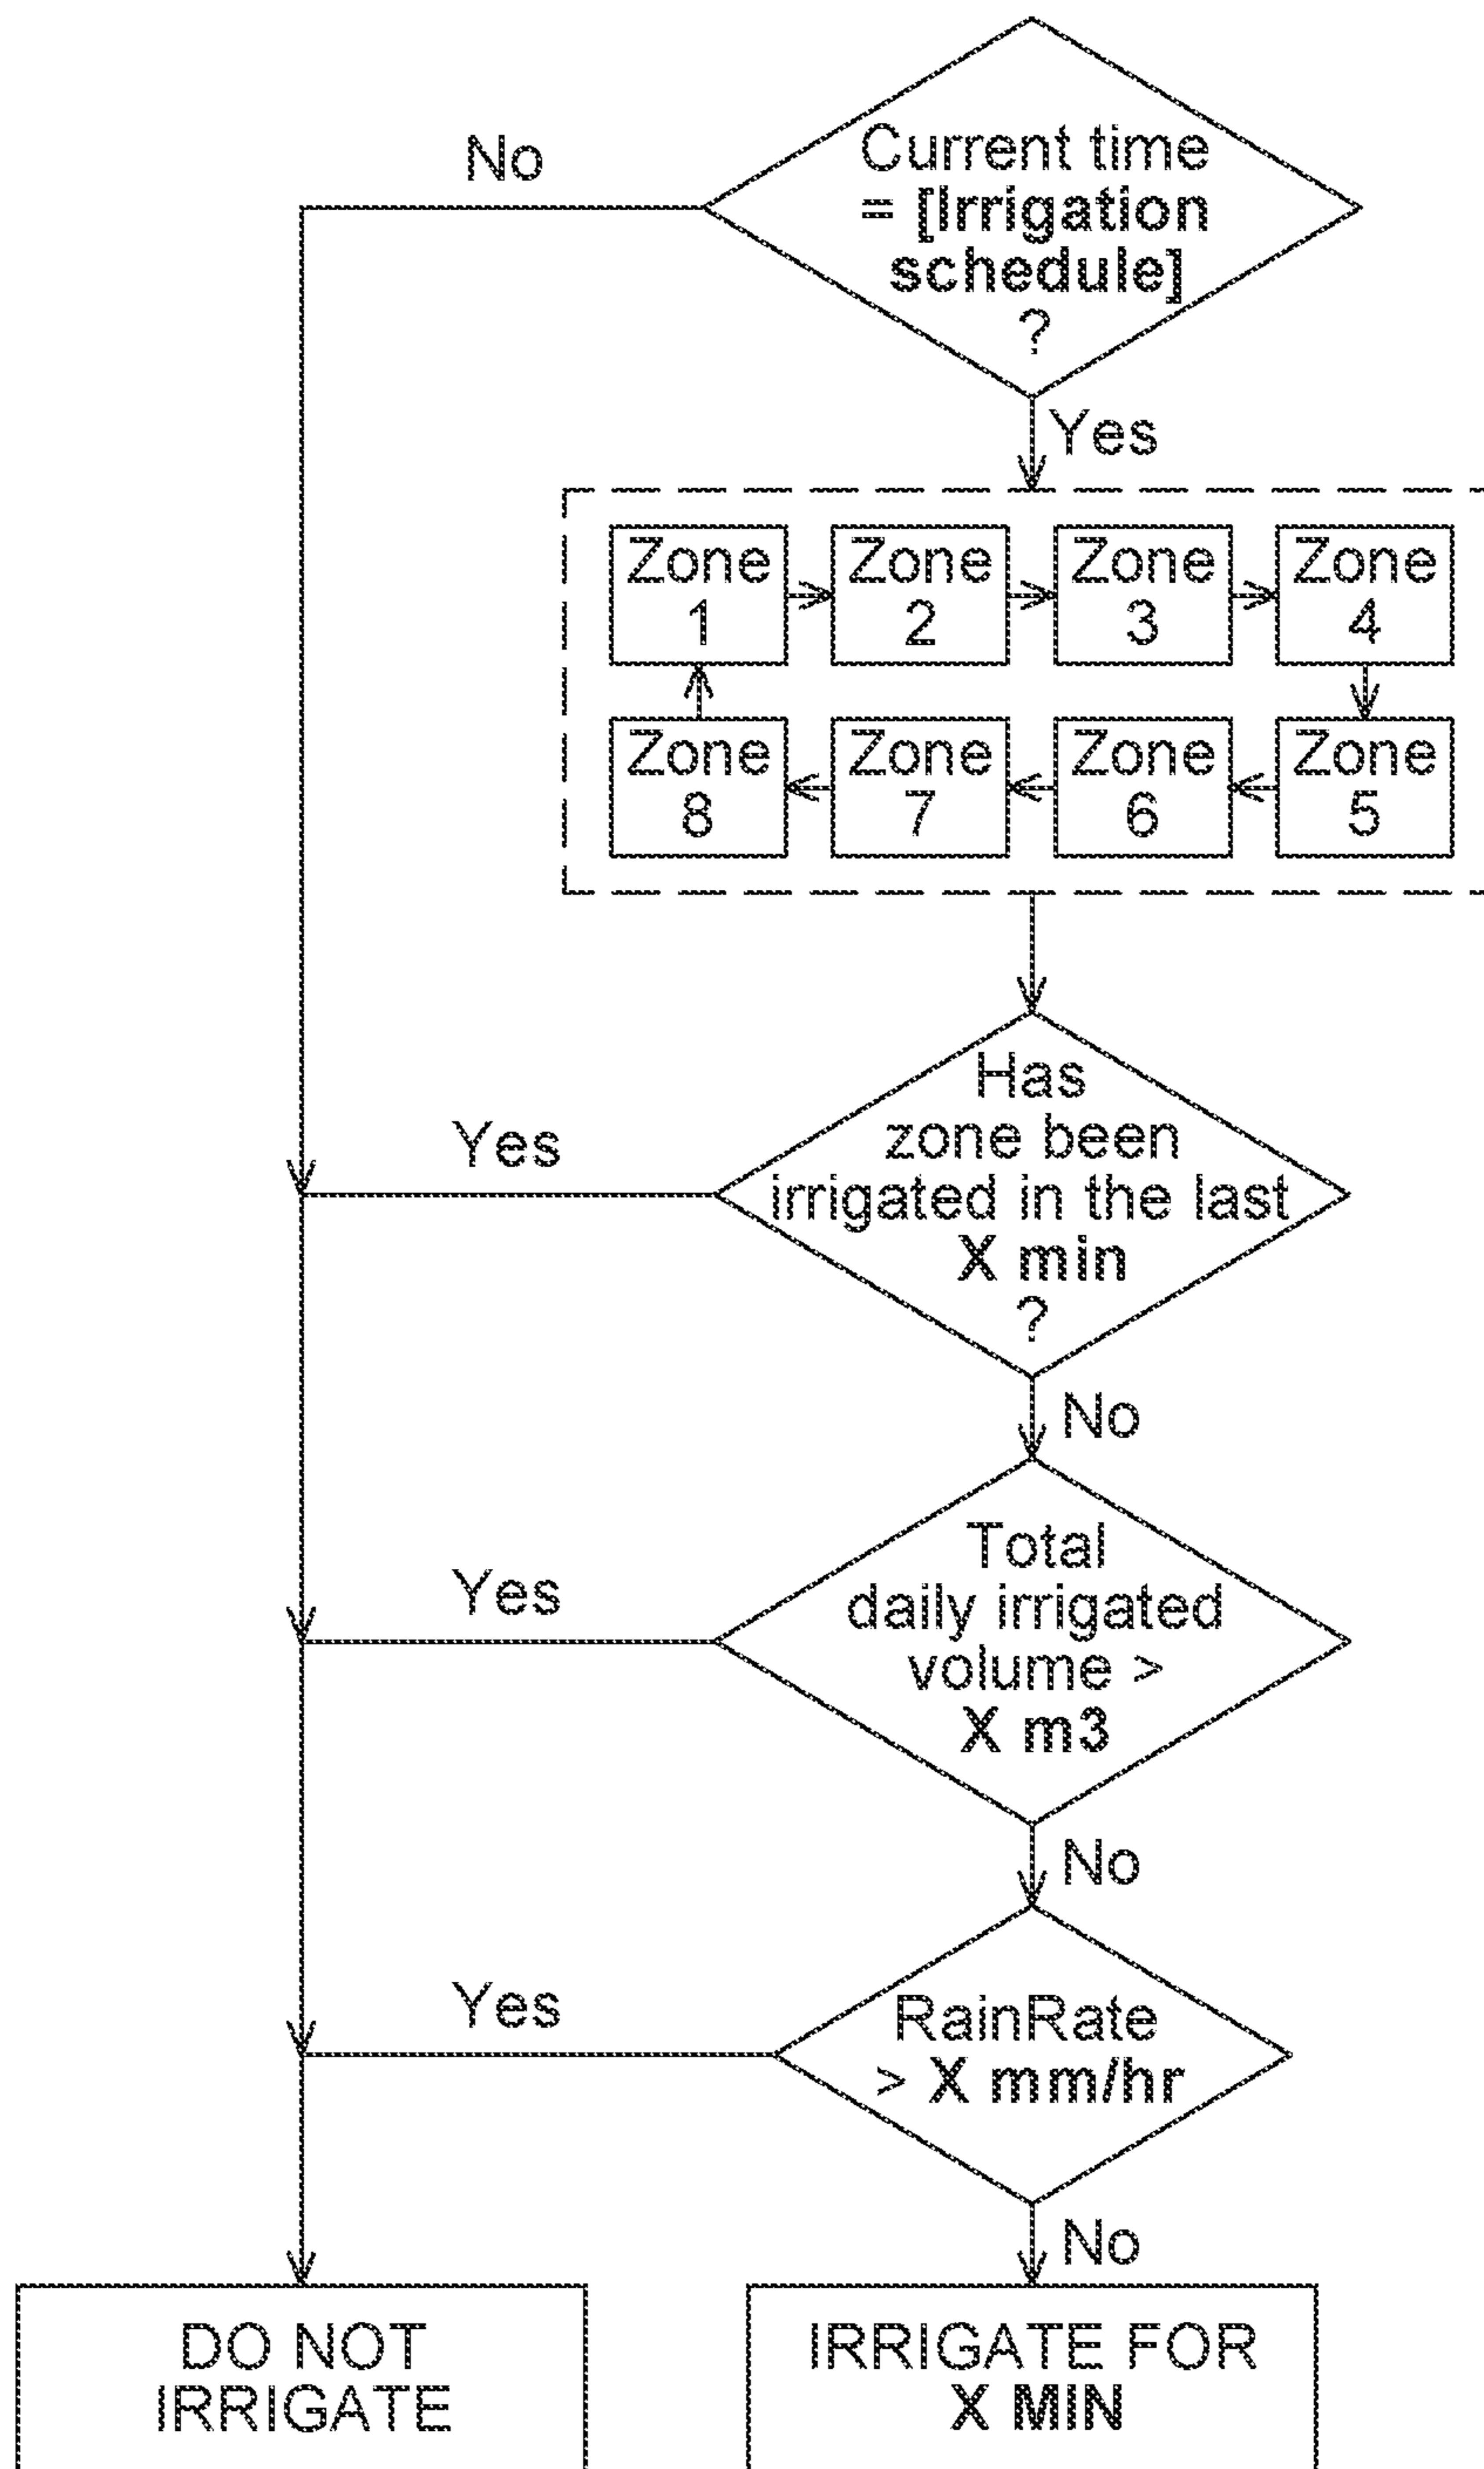 No
Current time
= [Irrigation
schedule]
?
Yes
Zone
1
Zone
2
Zone
3
Zone
4
Zone
8
Zone
7
Zone
6
Zone
5
Has
zone been
irrigated in the last
X min
?
Yes
No
Total
daily irrigated
volume >
X m3
Yes
No
RainRate
> X mm/hr
Yes
No
DO NOT
IRRIGATE
IRRIGATE FOR
X MIN